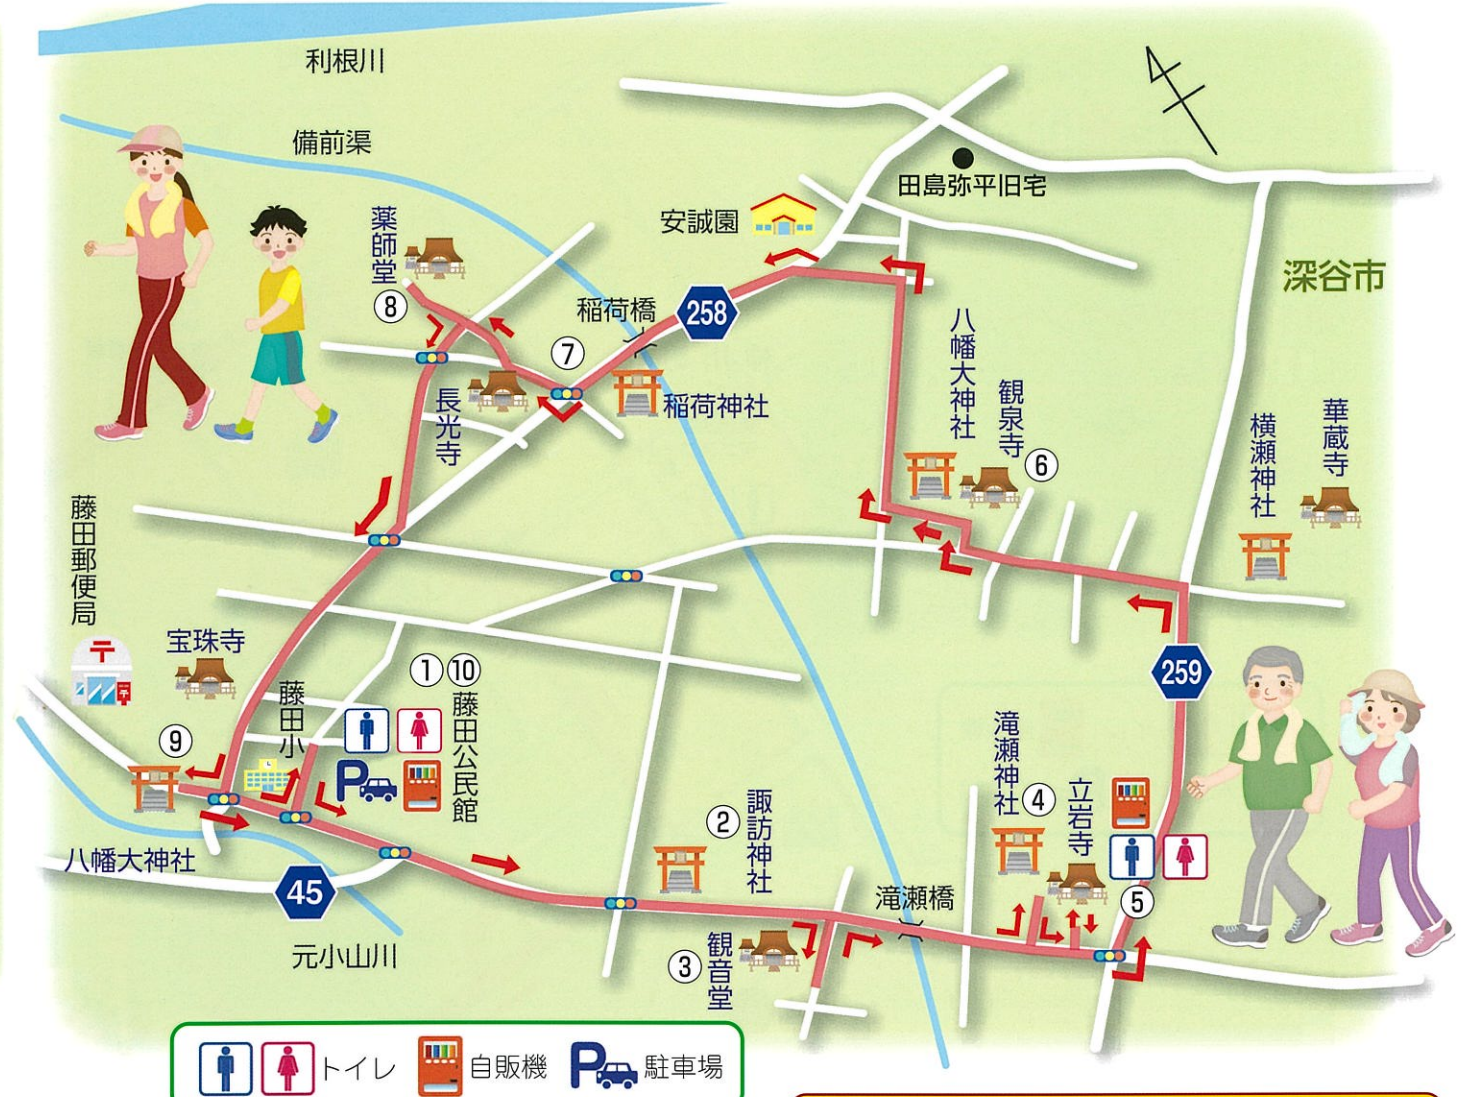 利根川
備前渠
田島弥平旧宅
安誠園
薬師堂
⑧
稲荷橋
258
深谷市
⑦
八幡大神社
観泉寺
⑥
長光寺
稲荷神社
横瀬神社
華蔵寺
藤田郵便局
〒
宝珠寺
①⑩
藤田公民館
藤田小
P
259
⑨
滝瀬神社
④
立岩寺
⑤
②
諏訪神社
八幡大神社
45
滝瀬橋
③
観音堂
元小山川
トイレ 自販機 P 駐車場